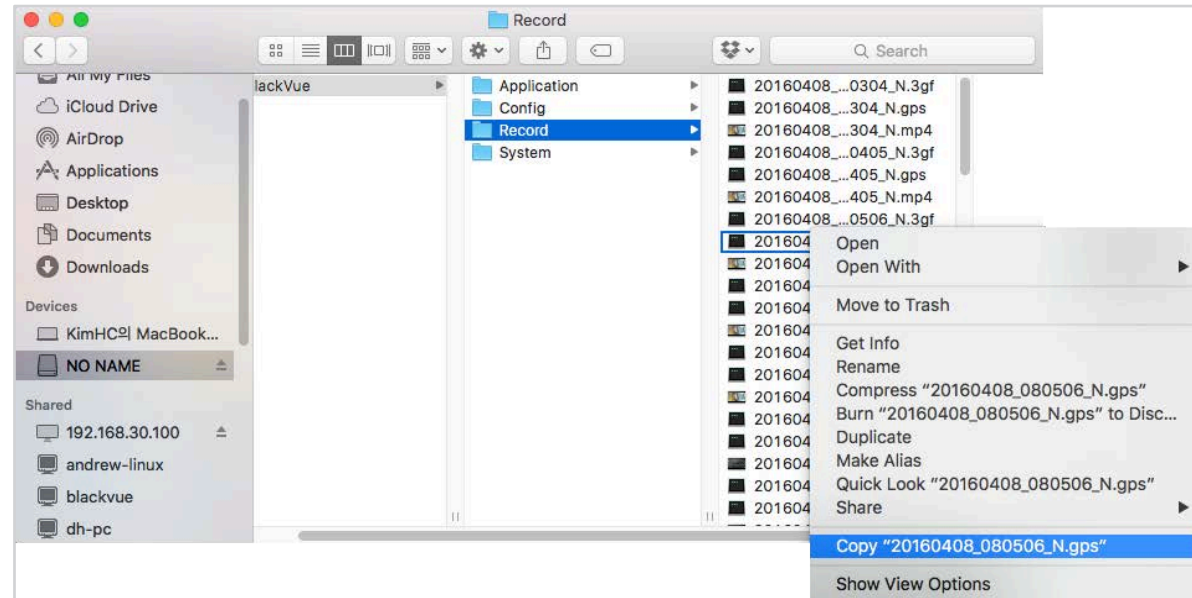 Record
Search
All My Files
iCloud Drive
AirDrop
Applications
Desktop
Documents
Downloads
Devices
KimHC의 MacBook...
NO NAME
Shared
192.168.30.100
andrew-linux
blackvue
dh-pc
lackVue
Application
Config
Record
System
20160408_...0304_N.3gf
20160408_...304_N.gps
20160408_...304_N.mp4
20160408_...0405_N.3gf
20160408_...405_N.gps
20160408_...405_N.mp4
20160408_...0506_N.3gf
201604
201604
201604
201604
201604
201604
201604
201604
201604
201604
201604
201604
201604
Open
Open With
Move to Trash
Get Info
Rename
Compress “20160408_080506_N.gps”
Burn “20160408_080506_N.gps” to Disc...
Duplicate
Make Alias
Quick Look “20160408_080506_N.gps”
Share
Copy “20160408_080506_N.gps”
Show View Options